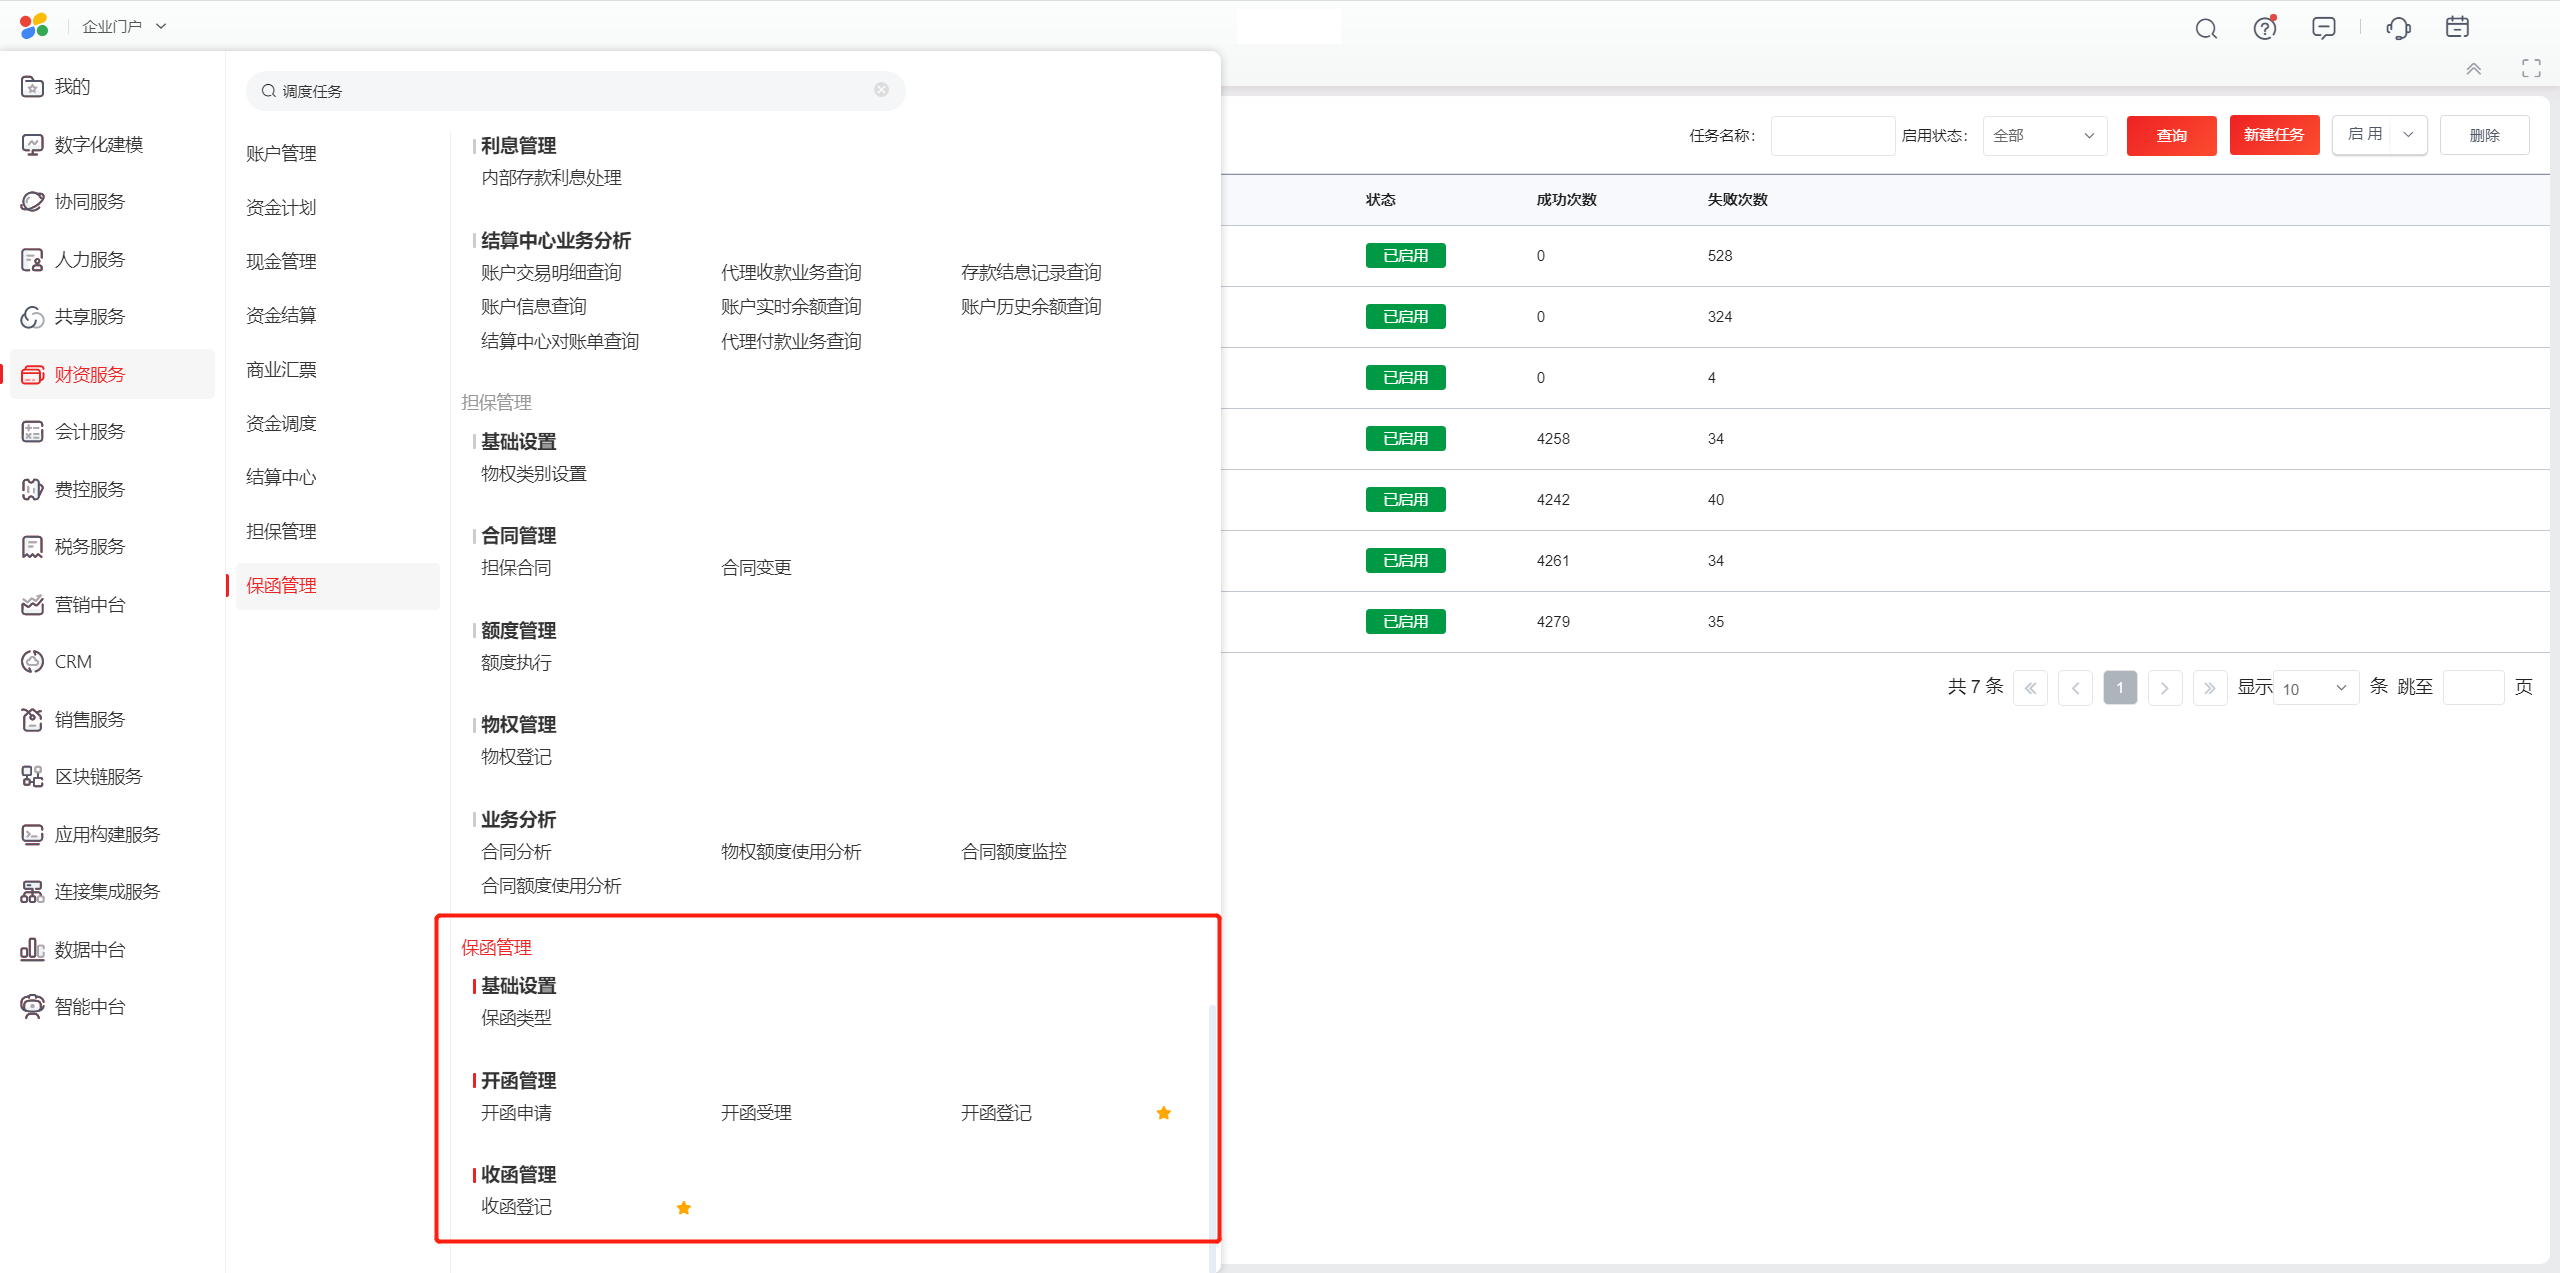 企业门户
我的
数字化建模
协同服务
人力服务
共享服务
财资服务
会计服务
费控服务
税务服务
营销中台
CRM
销售服务
区块链服务
应用构建服务
连接集成服务
数据中台
智能中台
调度任务
账户管理
资金计划
现金管理
资金结算
商业汇票
资金调度
结算中心
担保管理
保函管理
利息管理
内部存款利息处理
结算中心业务分析
账户交易明细查询 代理收款业务查询 存款结息记录查询
账户信息查询 账户实时余额查询 账户历史余额查询
结算中心对账单查询 代理付款业务查询
担保管理
基础设置
物权类别设置
合同管理
担保合同 合同变更
额度管理
额度执行
物权管理
物权登记
业务分析
合同分析 物权额度使用分析 合同额度监控
合同额度使用分析
保函管理
基础设置
保函类型
开函管理
开函申请 开函受理 开函登记
收函管理
收函登记
任务名称: 启用状态: 全部 查询 新建任务 启用 删除
状态 成功次数 失败次数
已启用 0 528
已启用 0 324
已启用 0 4
已启用 4258 34
已启用 4242 40
已启用 4261 34
已启用 4279 35
共 7 条 1 显示 10 条 跳至 页